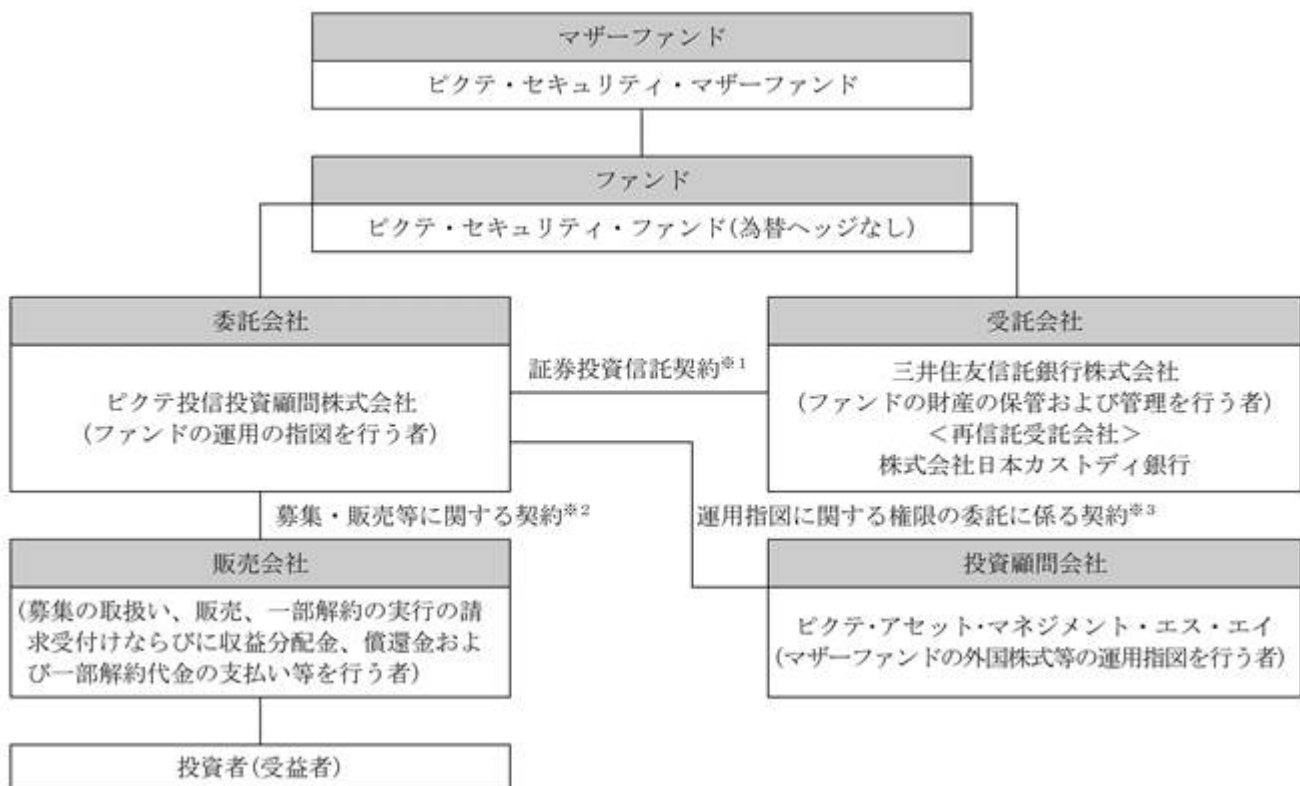 マザーファンド
ピクテ・セキュリティ・マザーファンド
ファンド
ピクテ・セキュリティ・ファンド(為替ヘッジなし)
委託会社
ピクテ投信投資顧問株式会社
(ファンドの運用の指図を行う者)
証券投資信託契約※1
受託会社
三井住友信託銀行株式会社
(ファンドの財産の保管および管理を行う者)
＜再信託受託会社＞
株式会社日本カストディ銀行
募集・販売等に関する契約※2
運用指図に関する権限の委託に係る契約※3
販売会社
(募集の取扱い、販売、一部解約の実行の請
求受付けならびに収益分配金、償還金およ
び一部解約代金の支払い等を行う者)
投資顧問会社
ピクテ・アセット・マネジメント・エス・エイ
(マザーファンドの外国株式等の運用指図を行う者)
投資者(受益者)